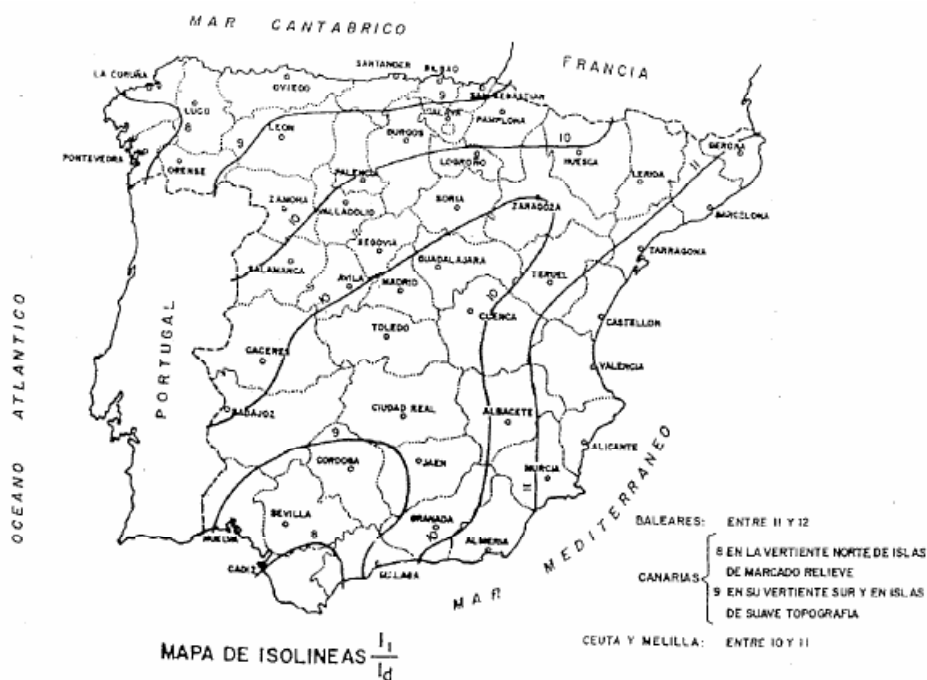 MAR CANTABRICO
FRANCIA
OCEANO ATLANTICO
PORTUGAL
MAR MEDITERRANEO
LA CORUÑA
LUGO
OVIEDO
SANTANDER
BILBAO
SAN SEBASTIAN
PONTEVEDRA
ORENSE
LEON
BURGOS
PAMPLONA
LOGROÑO
HUESCA
LERIDA
GERONA
BARCELONA
PALENCIA
ZAMORA
VALLADOLID
SORIA
ZARAGOZA
TARRAGONA
SEGOVIA
SALAMANCA
AVILA
MADRID
GUADALAJARA
TERUEL
CUENCA
CASTELLON
TOLEDO
CACERES
VALENCIA
BADAJOZ
CIUDAD REAL
ALBACETE
ALICANTE
CORDOBA
JAEN
MURCIA
SEVILLA
HUELVA
GRANADA
ALMERIA
CADIZ
MALAGA
8
9
9
10
10
11
10
10
9
8
10
11
BALEARES: ENTRE 11 Y 12
CANARIAS
8 EN LA VERTIENTE NORTE DE ISLAS
DE MARCADO RELIEVE
9 EN SU VERTIENTE SUR Y EN ISLAS
DE SUAVE TOPOGRAFIA
CEUTA Y MELILLA: ENTRE 10 Y 11
MAPA DE ISOLINEAS I1/Id